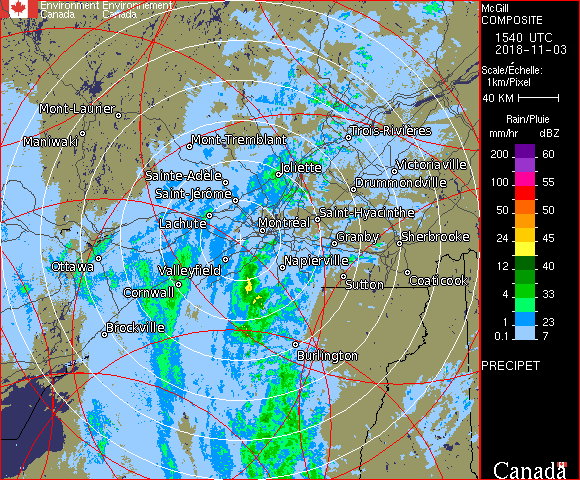 Environment Environnement
Canada Canada
McGill
COMPOSITE
1540 UTC
2018-11-03
Scale/Échelle:
1km/Pixel
40 KM
Rain/Pluie
mm/hr dBZ
200 60
100 55
50 50
24 45
12 40
4 33
1 23
0.1 7
PRECIPET
Canada
Mont-Laurier
Maniwaki
Mont-Tremblant
Trois-Rivières
Sainte-Adèle
Joliette
Victoriaville
Saint-Jérôme
Drummondville
Lachute
Montréal
Saint-Hyacinthe
Granby
Sherbrooke
Ottawa
Valleyfield
Napierville
Cornwall
Sutton
Coaticook
Brockville
Burlington